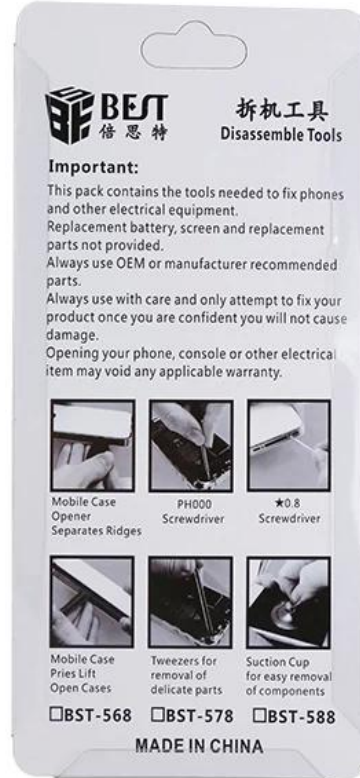 BEST
倍思特
拆机工具
Disassemble Tools
Important:
This pack contains the tools needed to fix phones
and other electrical equipment.
Replacement battery, screen and replacement
parts not provided.
Always use OEM or manufacturer recommended
parts.
Always use with care and only attempt to fix your
product once you are confident you will not cause
damage.
Opening your phone, console or other electrical
item may void any applicable warranty.
Mobile Case
Opener
Separates Ridges
PH000
Screwdriver
★0.8
Screwdriver
Mobile Case
Pries Lift
Open Cases
Tweezers for
removal of
delicate parts
Suction Cup
for easy removal
of components
□BST-568 □BST-578 □BST-588
MADE IN CHINA